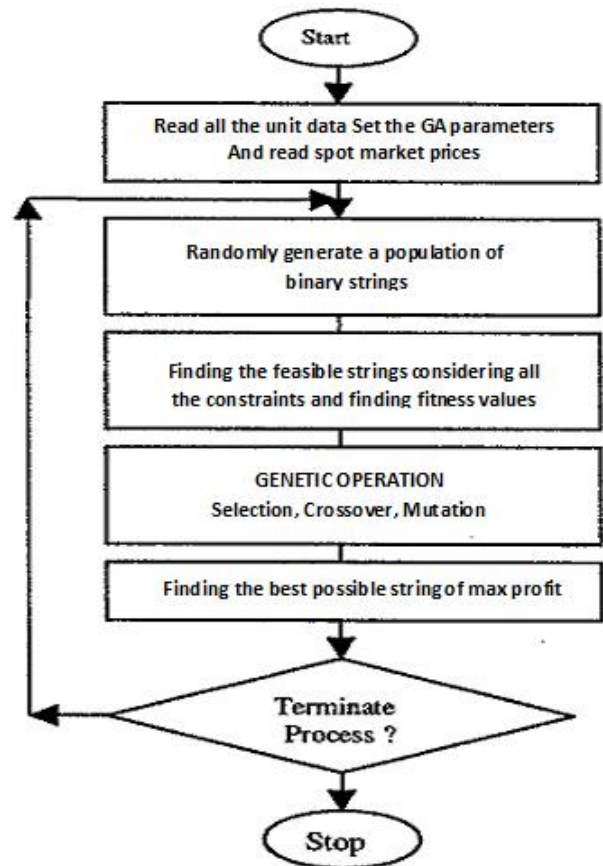 Start
Read all the unit data Set the GA parameters
And read spot market prices
Randomly generate a population of
binary strings
Finding the feasible strings considering all
the constraints and finding fitness values
GENETIC OPERATION
Selection, Crossover, Mutation
Finding the best possible string of max profit
Terminate
Process ?
Stop